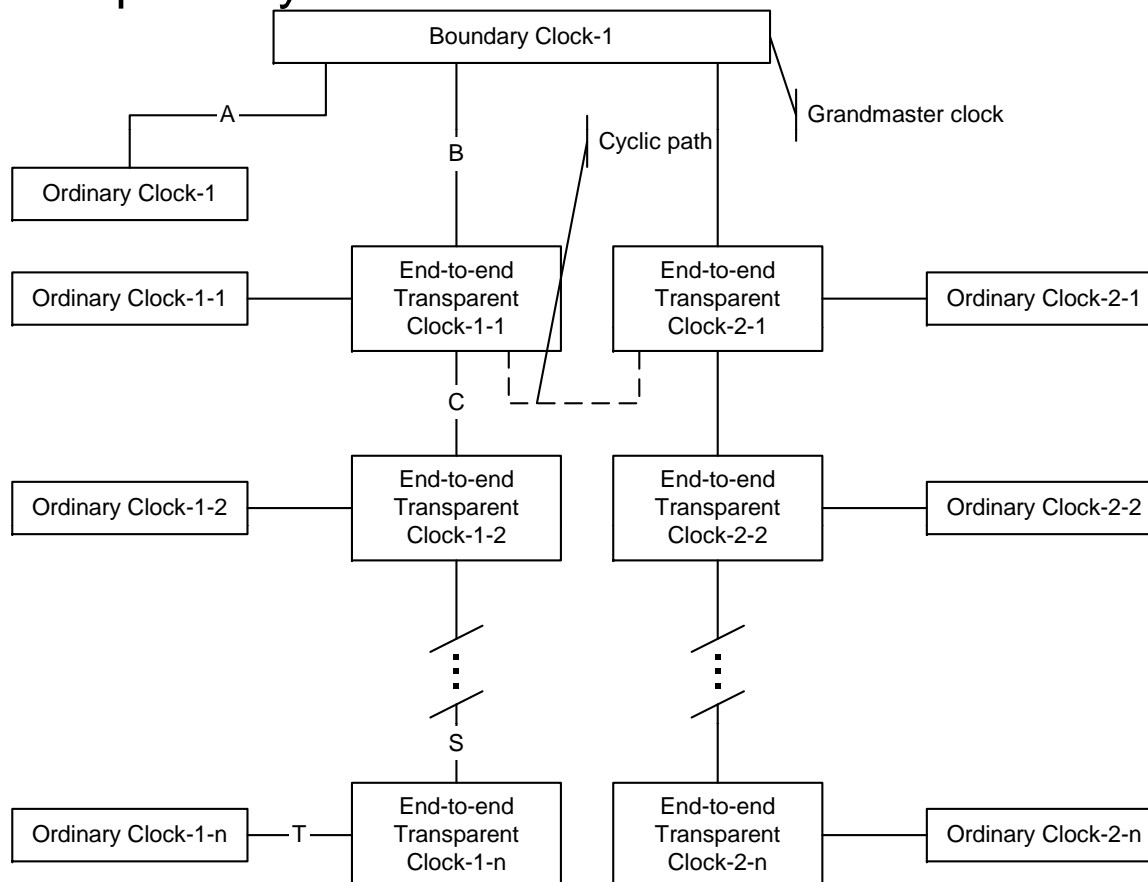 Boundary Clock-1
A
Grandmaster clock
B
Cyclic path
Ordinary Clock-1
Ordinary Clock-1-1
End-to-end
Transparent
Clock-1-1
End-to-end
Transparent
Clock-2-1
Ordinary Clock-2-1
C
Ordinary Clock-1-2
End-to-end
Transparent
Clock-1-2
End-to-end
Transparent
Clock-2-2
Ordinary Clock-2-2
S
Ordinary Clock-1-n
T
End-to-end
Transparent
Clock-1-n
End-to-end
Transparent
Clock-2-n
Ordinary Clock-2-n